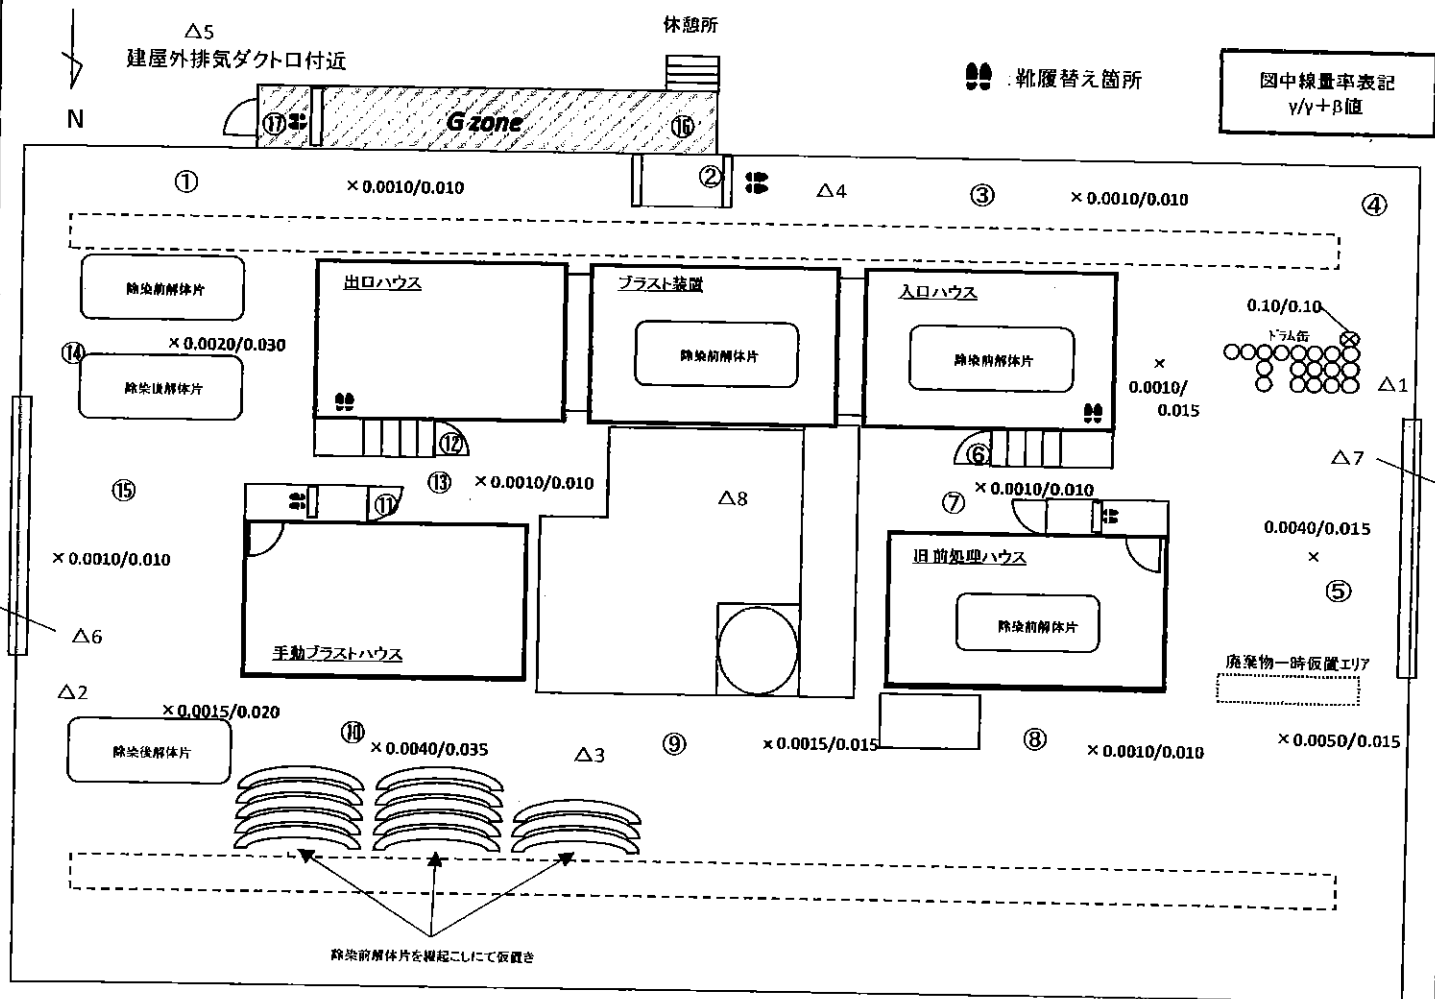 △5
建屋外排気ダクト口付近
休憩所
：靴履替え箇所
図中線量率表記
γ/γ+β値
N
⑰
G zone
⑯
①
×0.0010/0.010
②
△4
③
×0.0010/0.010
④
除染前解体片
出口ハウス
ブラスト装置
入口ハウス
0.10/0.10
ドラム缶
⑭
×0.0020/0.030
除染後解体片
除染前解体片
除染前解体片
×
0.0010/
0.015
△1
⑫
⑥
△7
⑮
⑬
×0.0010/0.010
△8
⑦
×0.0010/0.010
⑪
0.0040/0.015
×
×0.0010/0.010
旧前処理ハウス
⑤
△6
手動ブラストハウス
除染前解体片
廃棄物一時仮置エリア
△2
×0.0015/0.020
除染後解体片
⑩
×0.0040/0.035
△3
⑨
×0.0015/0.015
⑧
×0.0010/0.010
×0.0050/0.015
除染前解体片を縦起こしにて仮置き